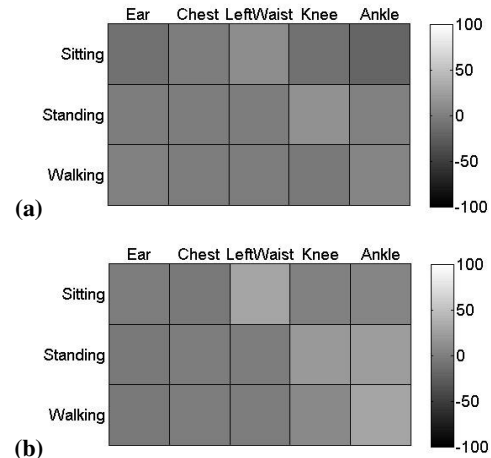 Ear Chest LeftWaist Knee Ankle
Sitting
Standing
Walking
100
50
0
-50
-100
(a)
Ear Chest LeftWaist Knee Ankle
Sitting
Standing
Walking
100
50
0
-50
-100
(b)